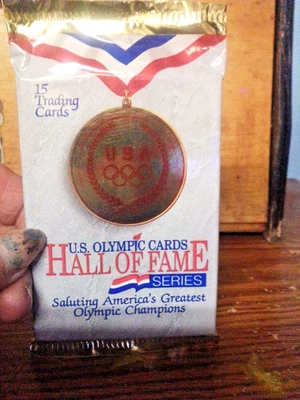 15
Trading
Cards
USA
U.S. OLYMPIC CARDS
HALL OF FAME
SERIES
Saluting America's Greatest
Olympic Champions